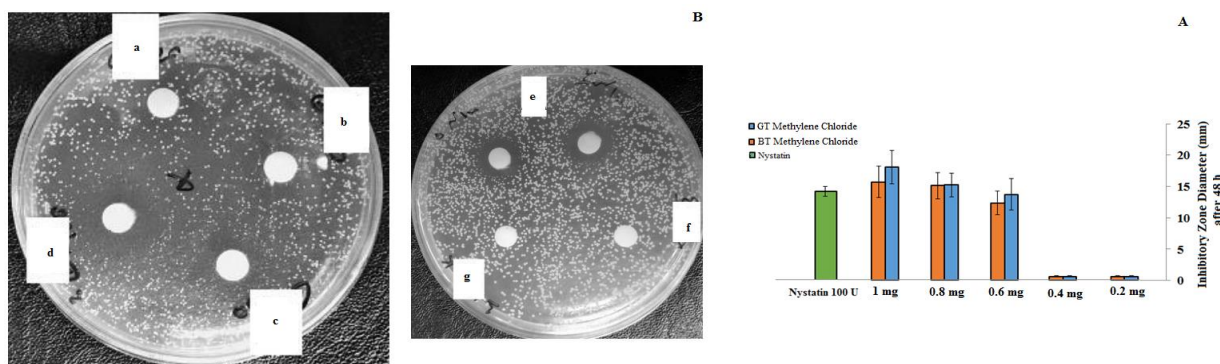 a
b
c
d
B
e
f
g
A
GT Methylene Chloride
BT Methylene Chloride
Nystatin
25
20
15
10
5
0
Inhibitory Zone Diameter (mm)
after 48 h
Nystatin 100 U
1 mg
0.8 mg
0.6 mg
0.4 mg
0.2 mg